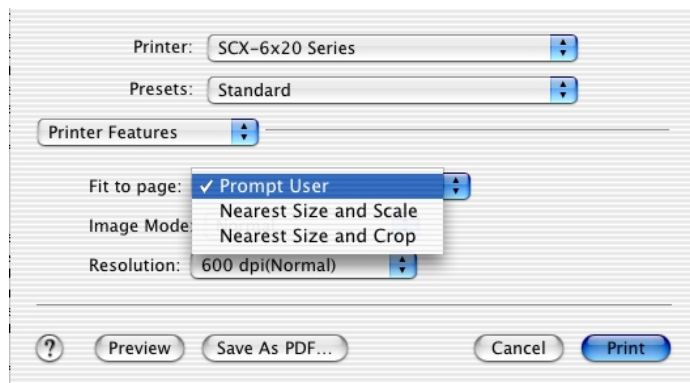 Printer: SCX-6x20 Series
Presets: Standard
Printer Features
Fit to page: ✓ Prompt User
Nearest Size and Scale
Image Mode:
Nearest Size and Crop
Resolution: 600 dpi(Normal)
? Preview Save As PDF... Cancel Print